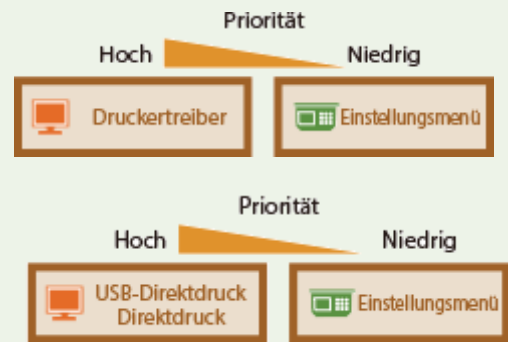 Priorität
Hoch Niedrig
Druckertreiber Einstellungsmenü
Priorität
Hoch Niedrig
USB-Direktdruck
Direktdruck
Einstellungsmenü